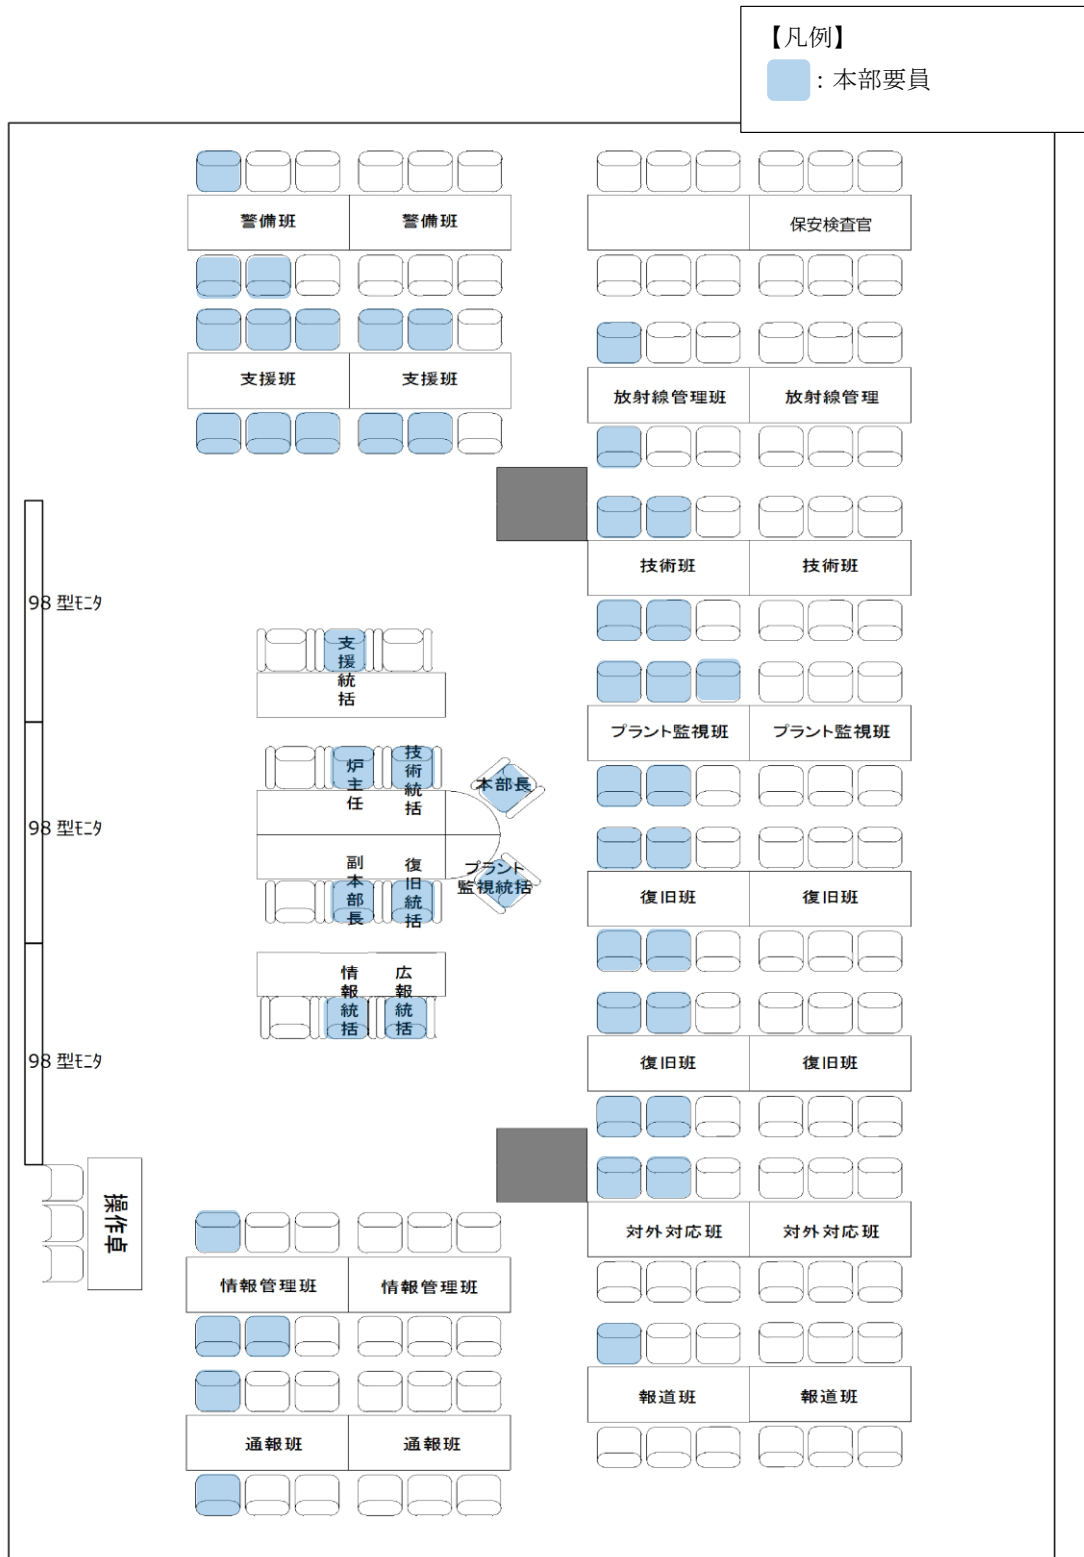 【凡例】
：本部要員
警備班
警備班
保安検査官
支援班
支援班
放射線管理班
放射線管理
技術班
技術班
98 型ﾓﾆﾀ
支援統括
プラント監視班
プラント監視班
炉主任
技術統括
本部長
98 型ﾓﾆﾀ
副本部長
復旧統括
プラント
監視統括
復旧班
復旧班
情報統括
広報統括
98 型ﾓﾆﾀ
復旧班
復旧班
操作卓
対外対応班
対外対応班
情報管理班
情報管理班
報道班
報道班
通報班
通報班